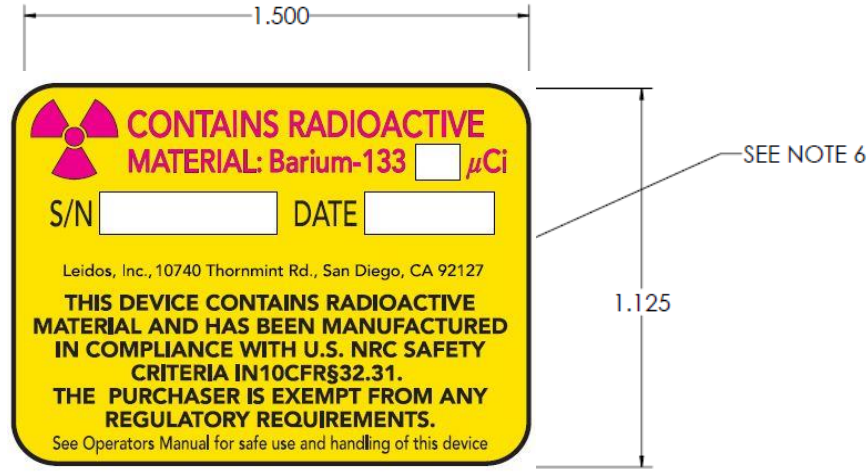 1.500
CONTAINS RADIOACTIVE
MATERIAL: Barium-133 μCi
SEE NOTE 6
S/N DATE
Leidos, Inc., 10740 Thornmint Rd., San Diego, CA 92127
1.125
THIS DEVICE CONTAINS RADIOACTIVE
MATERIAL AND HAS BEEN MANUFACTURED
IN COMPLIANCE WITH U.S. NRC SAFETY
CRITERIA IN10CFR§32.31.
THE PURCHASER IS EXEMPT FROM ANY
REGULATORY REQUIREMENTS.
See Operators Manual for safe use and handling of this device